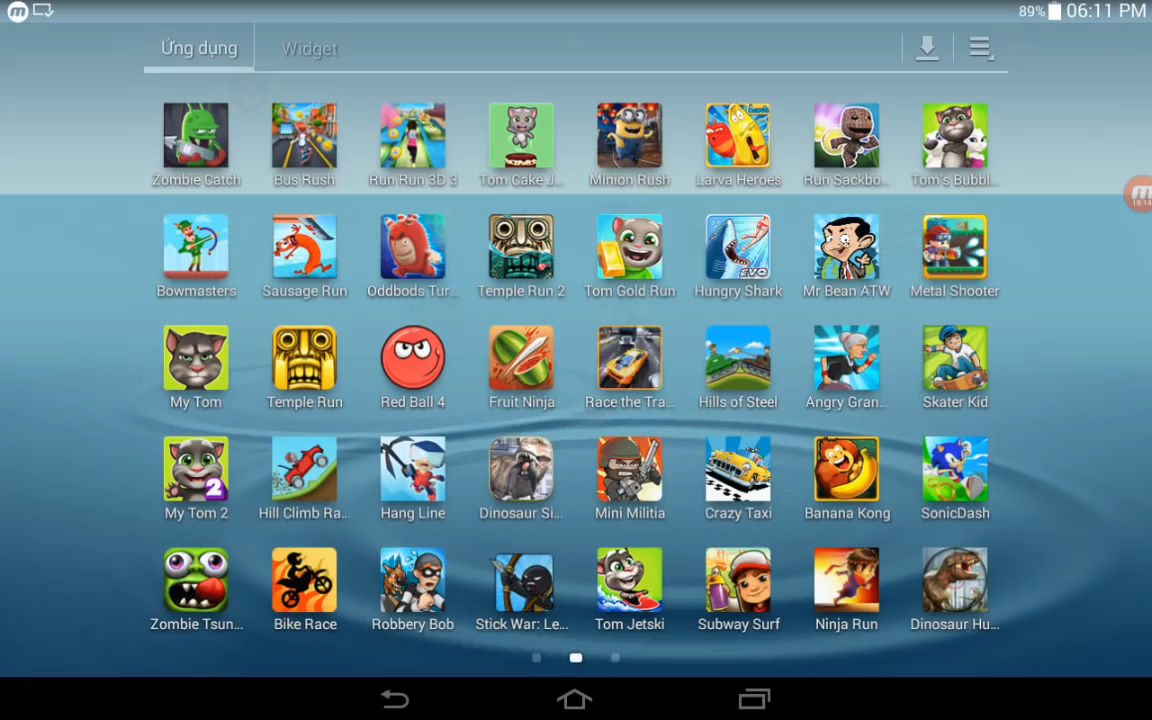 89% 06:11 PM
Ứng dụng Widget
Zombie Catch Bus Rush Run Run 3D 3 Tom Cake J... Minion Rush Larva Heroes Run Sackbo... Tom's Bubbl...
Bowmasters Sausage Run Oddbods Tur... Temple Run 2 Tom Gold Run Hungry Shark Mr Bean ATW Metal Shooter
My Tom Temple Run Red Ball 4 Fruit Ninja Race the Tra... Hills of Steel Angry Gran... Skater Kid
My Tom 2 Hill Climb Ra... Hang Line Dinosaur Si... Mini Militia Crazy Taxi Banana Kong SonicDash
Zombie Tsun... Bike Race Robbery Bob Stick War: Le... Tom Jetski Subway Surf Ninja Run Dinosaur Hu...